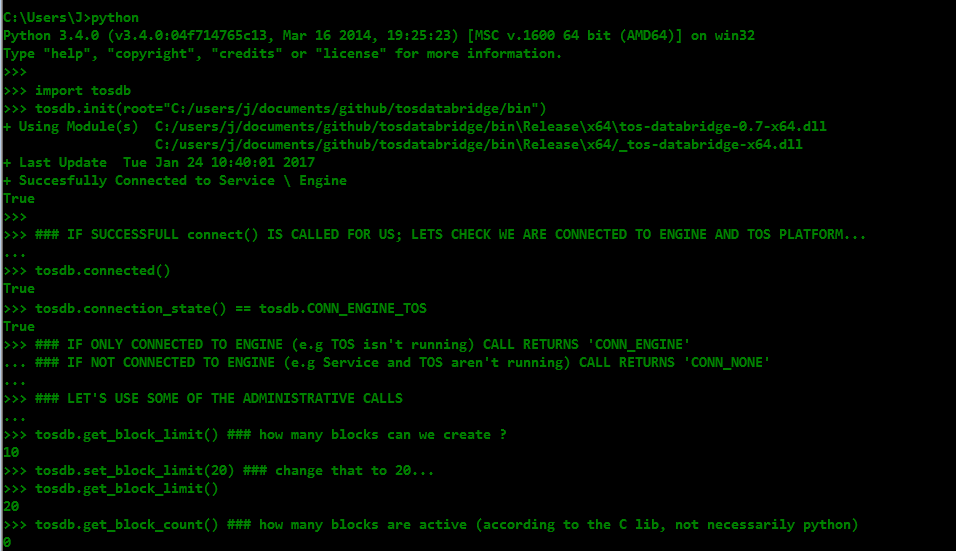 C:\Users\J>python
Python 3.4.0 (v3.4.0:04f714765c13, Mar 16 2014, 19:25:23) [MSC v.1600 64 bit (AMD64)] on win32
Type "help", "copyright", "credits" or "license" for more information.
>>>
>>> import tosdb
>>> tosdb.init(root="C:/users/j/documents/github/tosdatabridge/bin")
+ Using Module(s)  C:/users/j/documents/github/tosdatabridge/bin\Release\x64\tos-databridge-0.7-x64.dll
                   C:/users/j/documents/github/tosdatabridge/bin\Release\x64/_tos-databridge-x64.dll
+ Last Update  Tue Jan 24 10:40:01 2017
+ Succesfully Connected to Service \ Engine
True
>>>
>>> ### IF SUCCESSFULL connect() IS CALLED FOR US; LETS CHECK WE ARE CONNECTED TO ENGINE AND TOS PLATFORM...
...
>>> tosdb.connected()
True
>>> tosdb.connection_state() == tosdb.CONN_ENGINE_TOS
True
>>> ### IF ONLY CONNECTED TO ENGINE (e.g TOS isn't running) CALL RETURNS 'CONN_ENGINE'
... ### IF NOT CONNECTED TO ENGINE (e.g Service and TOS aren't running) CALL RETURNS 'CONN_NONE'
...
>>> ### LET'S USE SOME OF THE ADMINISTRATIVE CALLS
...
>>> tosdb.get_block_limit() ### how many blocks can we create ?
10
>>> tosdb.set_block_limit(20) ### change that to 20...
>>> tosdb.get_block_limit()
20
>>> tosdb.get_block_count() ### how many blocks are active (according to the C lib, not necessarily python)
0